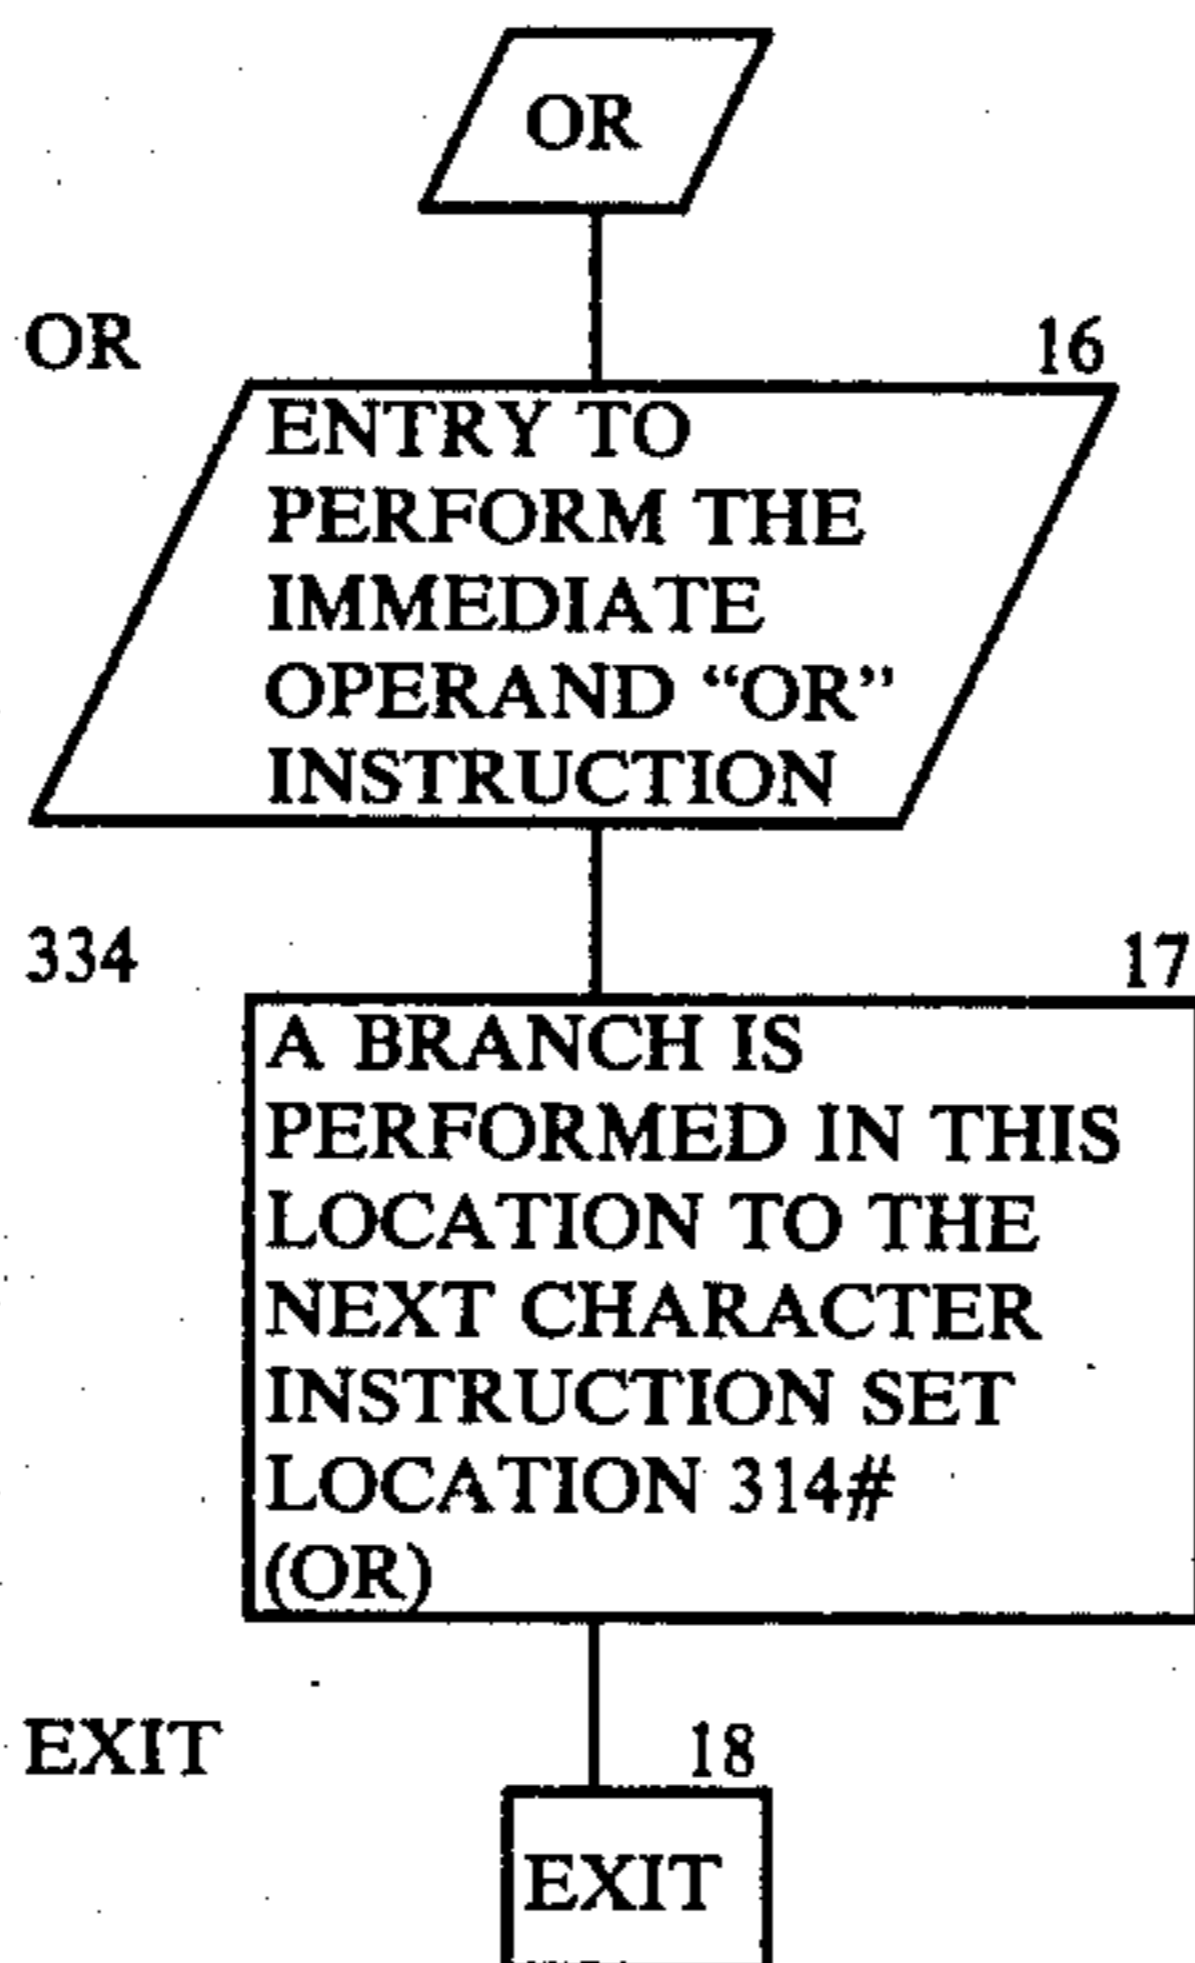 OR
OR 16
ENTRY TO
PERFORM THE
IMMEDIATE
OPERAND “OR”
INSTRUCTION
334 17
A BRANCH IS
PERFORMED IN THIS
LOCATION TO THE
NEXT CHARACTER
INSTRUCTION SET
LOCATION 314#
(OR)
EXIT 18
EXIT